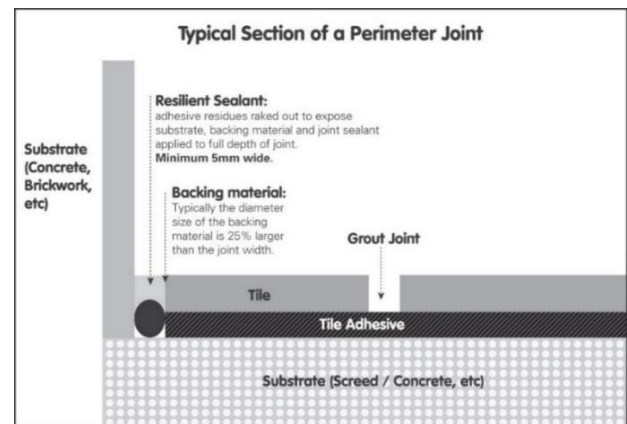 Typical Section of a Perimeter Joint
Resilient Sealant:
adhesive residues raked out to expose
substrate, backing material and joint sealant
applied to full depth of joint.
Minimum 5mm wide.
Substrate
(Concrete,
Brickwork,
etc)
Backing material:
Typically the diameter
size of the backing
material is 25% larger
than the joint width.
Grout Joint
Tile
Tile Adhesive
Substrate (Screed / Concrete, etc)